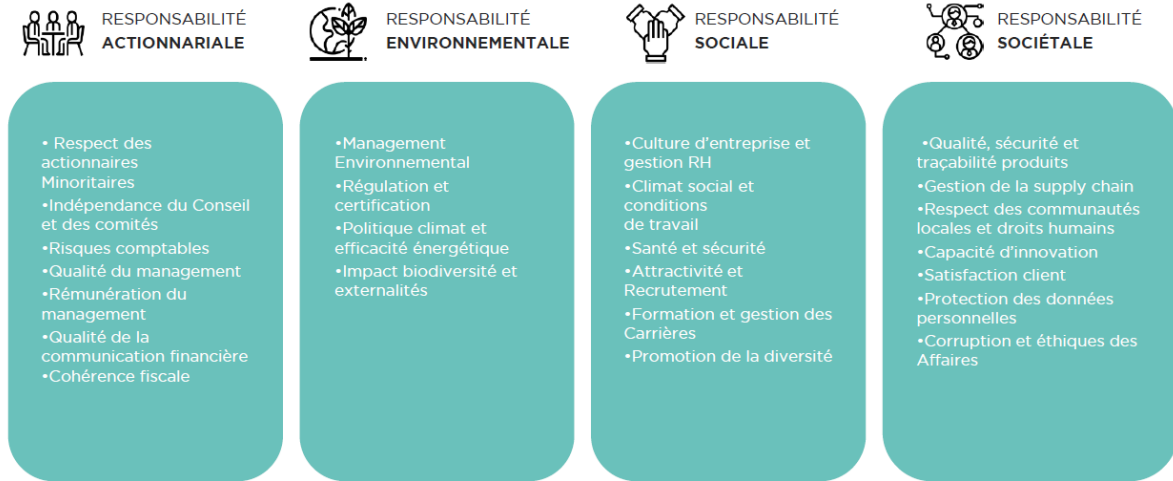 RESPONSABILITÉ
ACTIONNARIALE
• Respect des
actionnaires
Minoritaires
•Indépendance du Conseil
et des comités
•Risques comptables
•Qualité du management
•Rémunération du
management
•Qualité de la
communication financière
•Cohérence fiscale
RESPONSABILITÉ
ENVIRONNEMENTALE
•Management
Environnemental
•Régulation et
certification
•Politique climat et
efficacité énergétique
•Impact biodiversité et
externalités
RESPONSABILITÉ
SOCIALE
•Culture d'entreprise et
gestion RH
•Climat social et
conditions
de travail
•Santé et sécurité
•Attractivité et
Recrutement
•Formation et gestion des
Carrières
•Promotion de la diversité
RESPONSABILITÉ
SOCIÉTALE
•Qualité, sécurité et
traçabilité produits
•Gestion de la supply chain
•Respect des communautés
locales et droits humains
•Capacité d'innovation
•Satisfaction client
•Protection des données
personnelles
•Corruption et éthiques des
Affaires